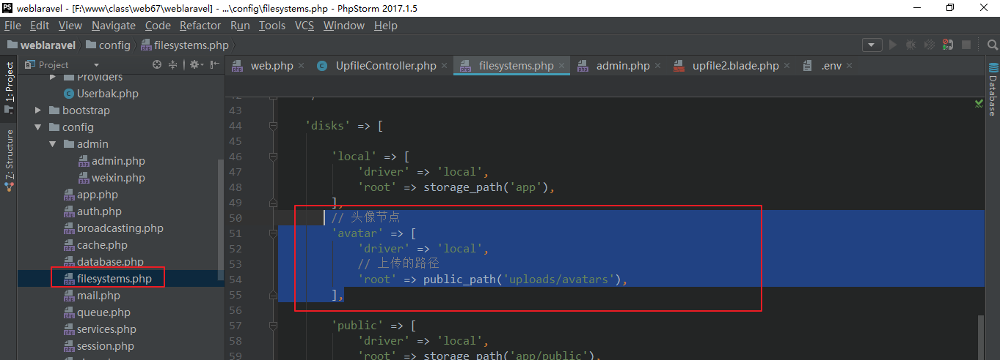 weblaravel - [F:\www\class\web67\weblaravel] - ...\config\filesystems.php - PhpStorm 2017.1.5
File Edit View Navigate Code Refactor Run Tools VCS Window Help
weblaravel config filesystems.php
Project
web.php UpfileController.php filesystems.php admin.php upfile2.blade.php .env
1: Project
7: Structure
Database
Providers
Userbak.php
bootstrap
config
admin
admin.php
weixin.php
app.php
auth.php
broadcasting.php
cache.php
database.php
filesystems.php
mail.php
queue.php
services.php
session.php
43
44 'disks' => [
45
46 'local' => [
47 'driver' => 'local',
48 'root' => storage_path('app'),
49 ],
50 // 头像节点
51 'avatar' => [
52 'driver' => 'local',
53 // 上传的路径
54 'root' => public_path('uploads/avatars'),
55 ],
56
57 'public' => [
58 'driver' => 'local',
59 'root' => storage_path('app/public'),